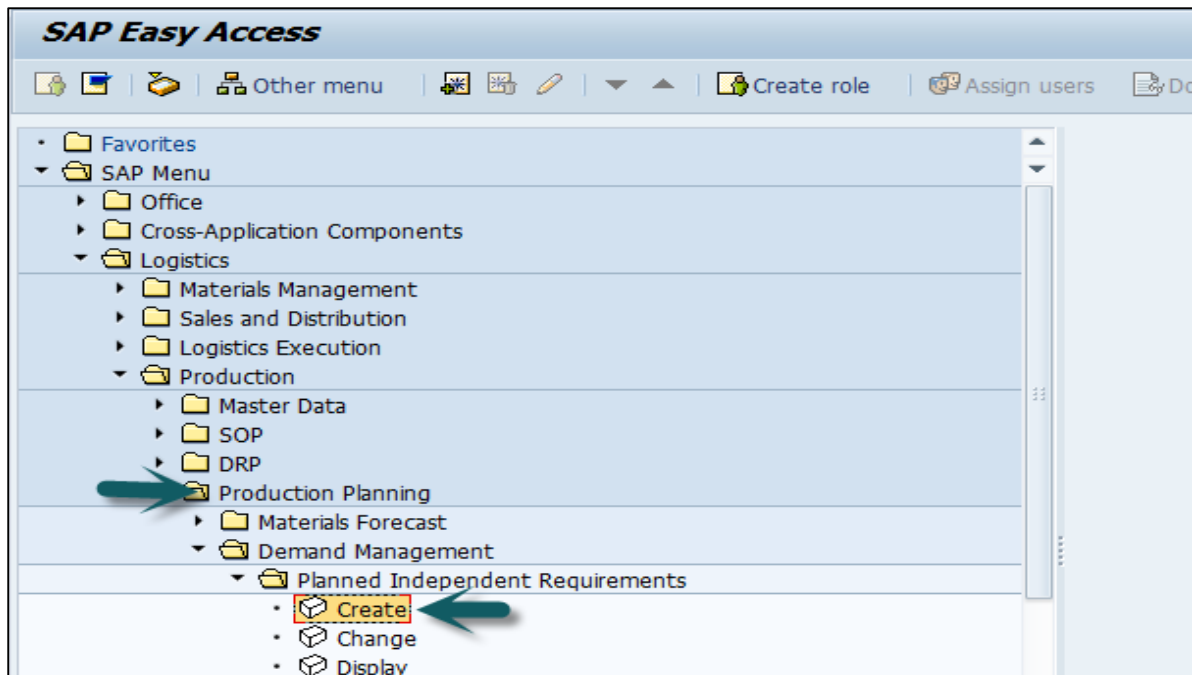 SAP Easy Access
Other menu Create role Assign users Do
Favorites
SAP Menu
Office
Cross-Application Components
Logistics
Materials Management
Sales and Distribution
Logistics Execution
Production
Master Data
SOP
DRP
Production Planning
Materials Forecast
Demand Management
Planned Independent Requirements
Create
Change
Display